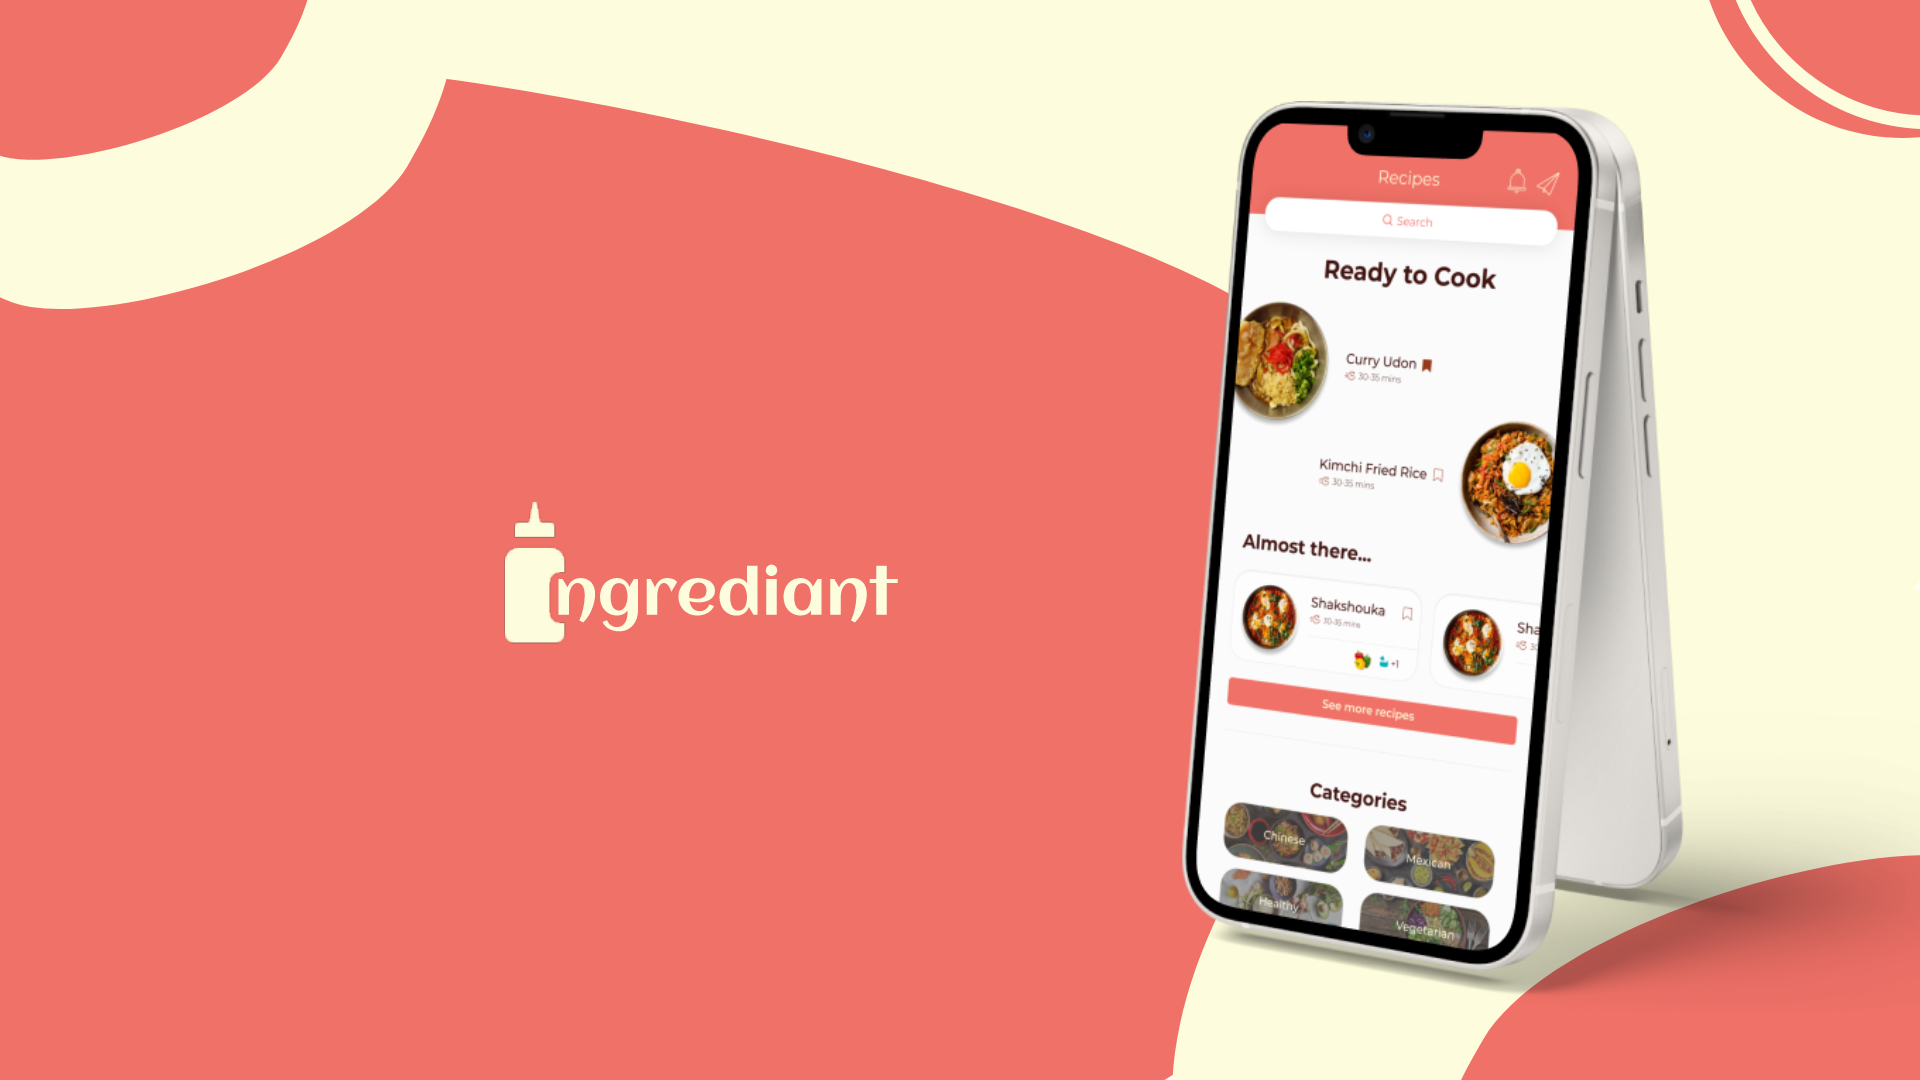 ngrediant
Recipes
Search
Ready to Cook
Curry Udon
30-35 mins
Kimchi Fried Rice
30-35 mins
Almost there...
Shakshouka
30-35 mins
+1
Sha
30
See more recipes
Categories
Chinese
Mexican
Healthy
Vegetarian